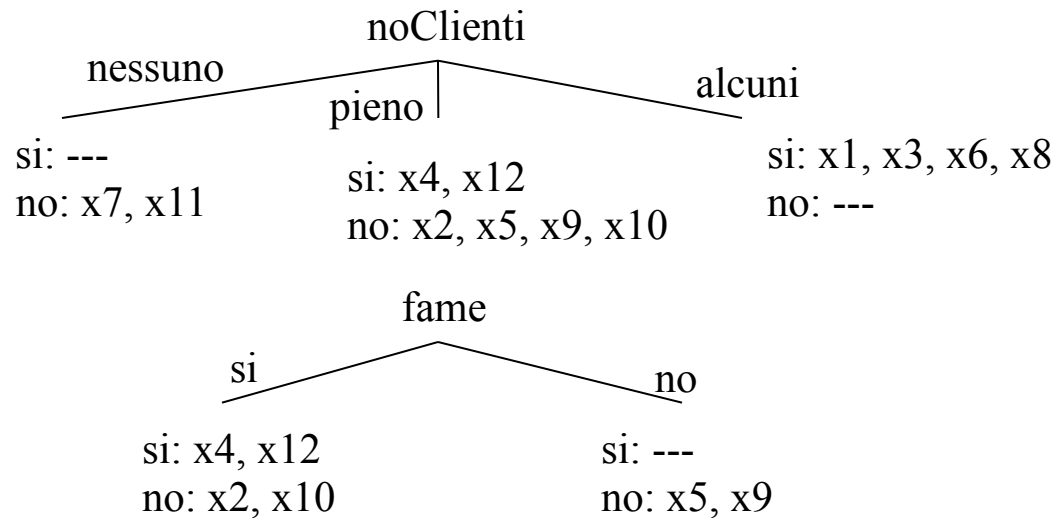 noClienti
nessuno
pieno
alcuni
si: ---
no: x7, x11
si: x4, x12
no: x2, x5, x9, x10
si: x1, x3, x6, x8
no: ---
fame
si
no
si: x4, x12
no: x2, x10
si: ---
no: x5, x9